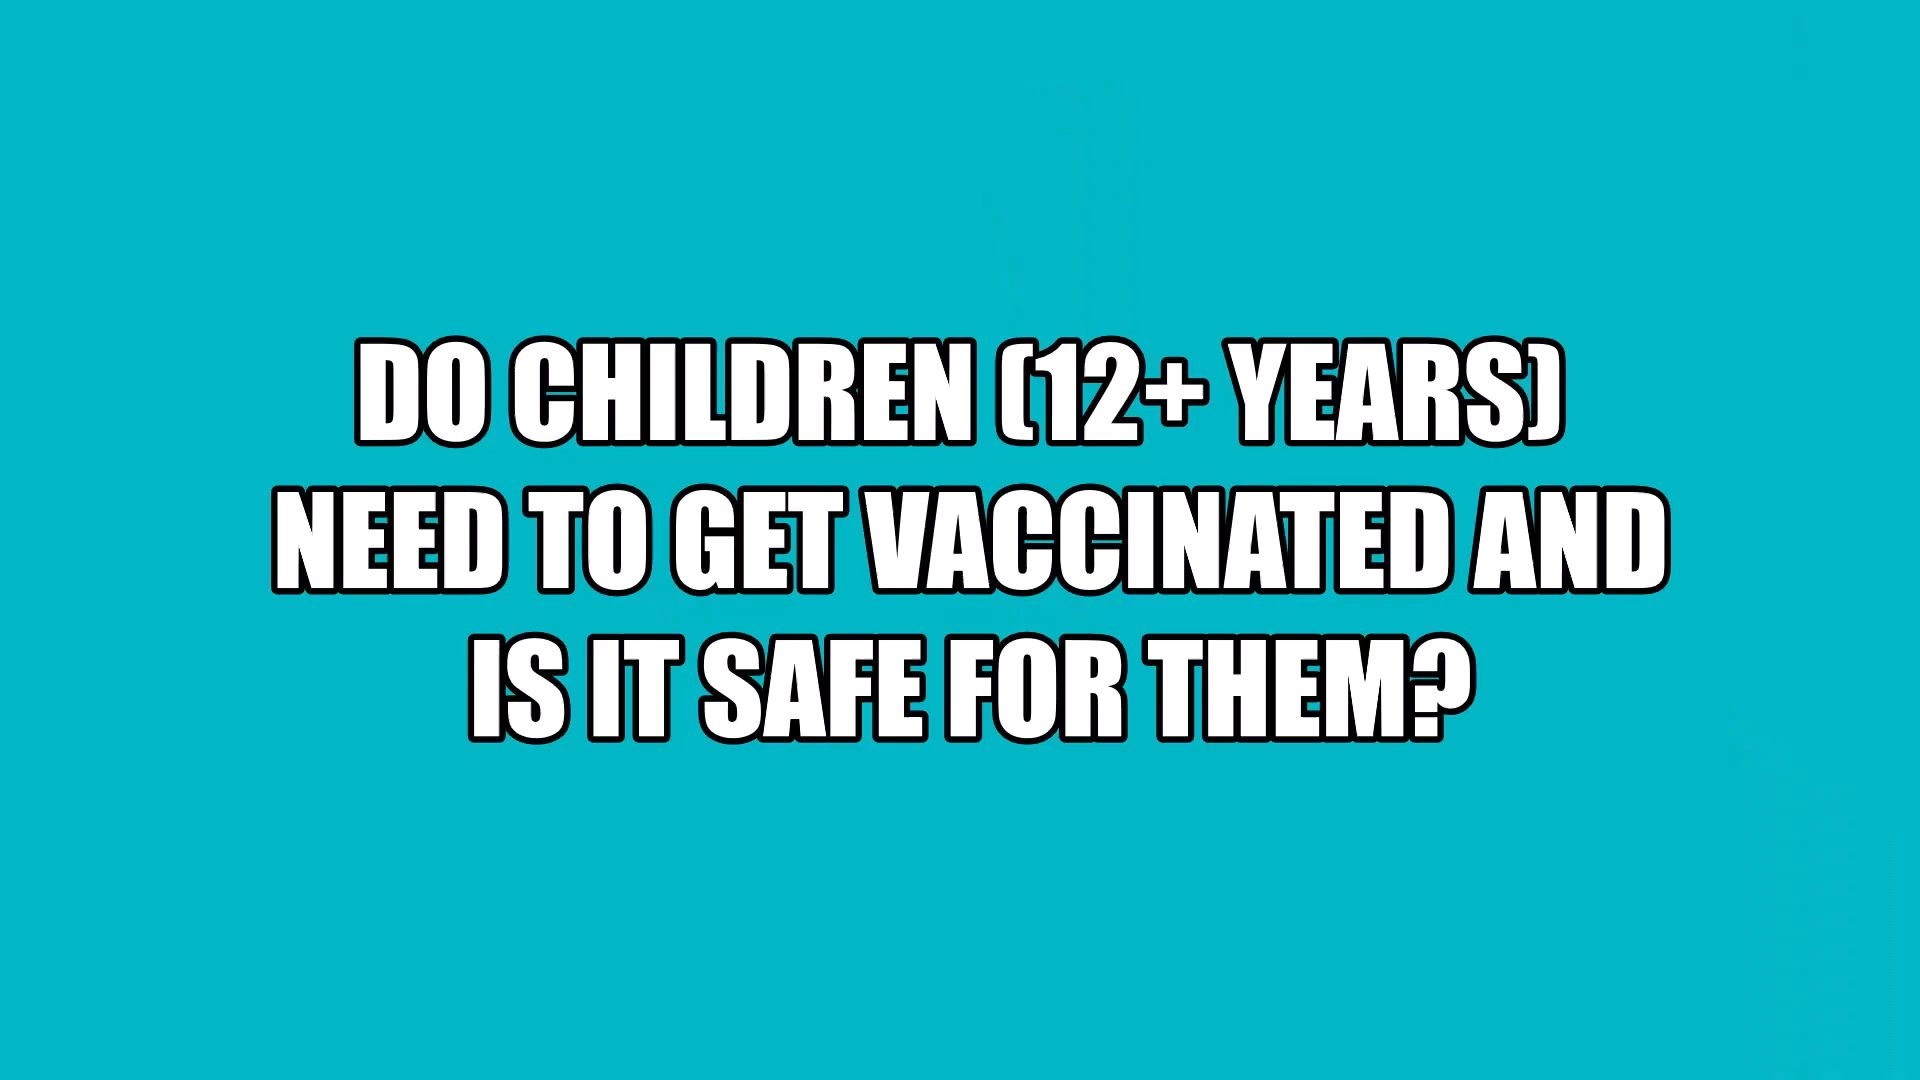 DO CHILDREN (12+ YEARS)
NEED TO GET VACCINATED AND
IS IT SAFE FOR THEM?